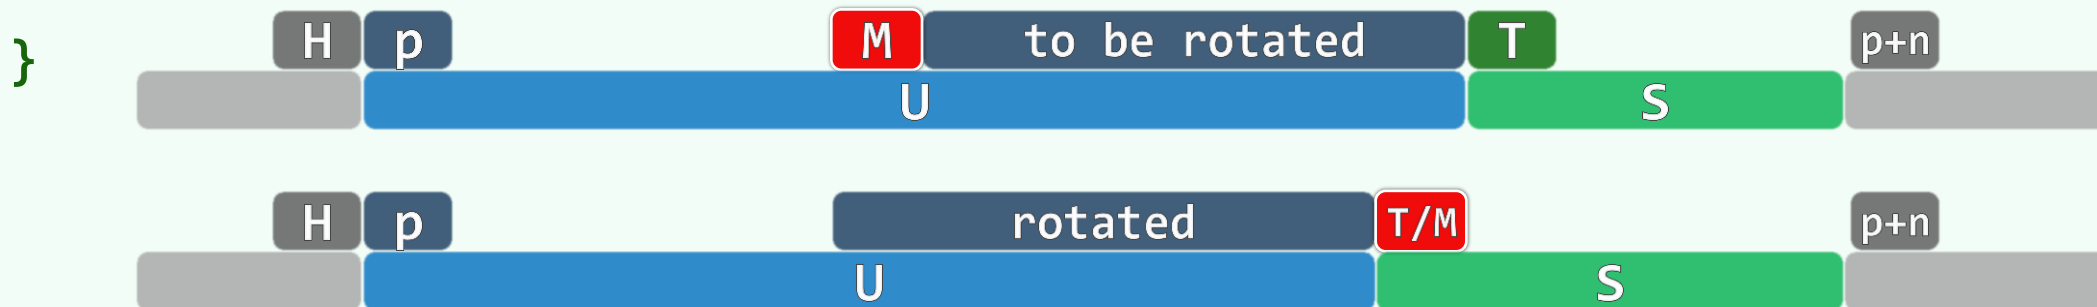 H p M to be rotated T p+n
}
U S
H p rotated T/M p+n
U S